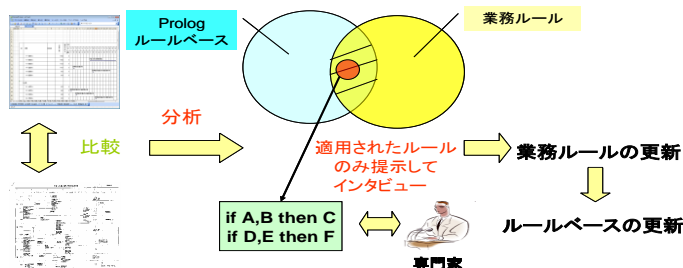 Prolog
ルールベース
業務ルール
比較
分析
適用されたルール
のみ提示して
インタビュー
業務ルールの更新
if A,B then C
if D,E then F
専門家
ルールベースの更新